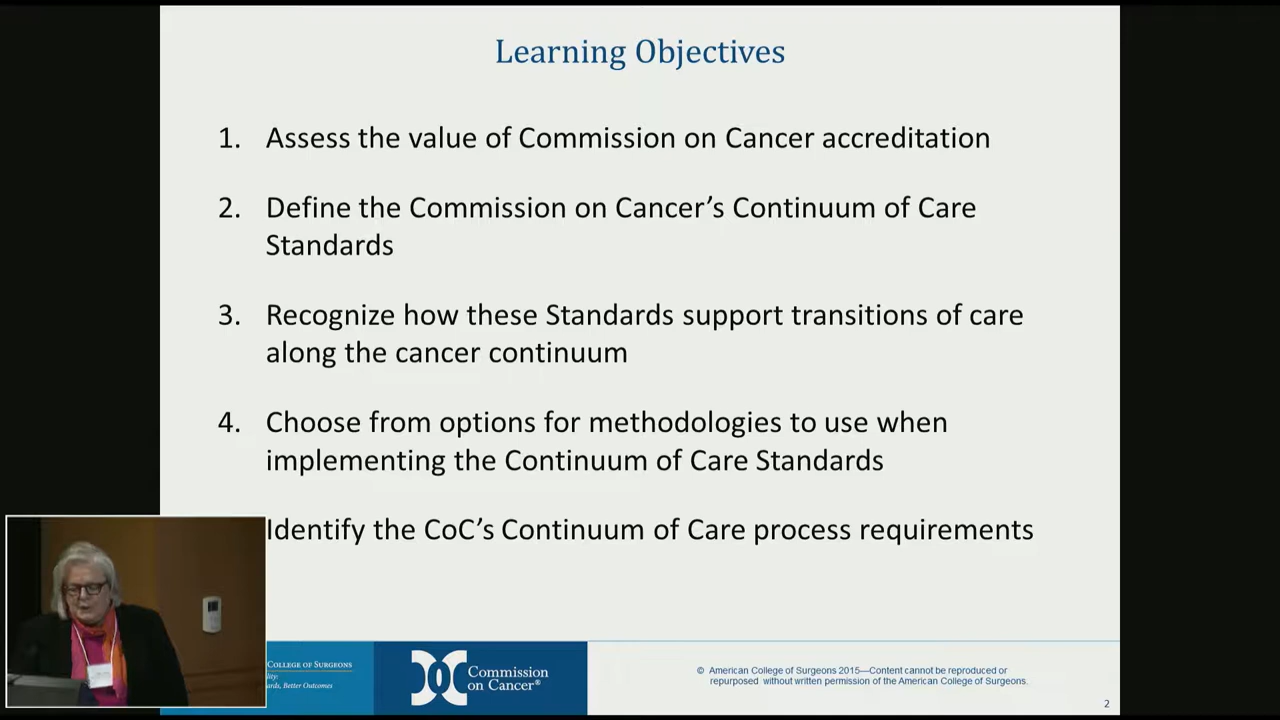 Learning Objectives
1. Assess the value of Commission on Cancer accreditation
2. Define the Commission on Cancer's Continuum of Care
Standards
3. Recognize how these Standards support transitions of care
along the cancer continuum
4. Choose from options for methodologies to use when
implementing the Continuum of Care Standards
Identify the CoC's Continuum of Care process requirements
COLLEGE OF SURGEONS
Better Outcomes
Commission
on Cancer®
© American College of Surgeons 2015—Content cannot be reproduced or
repurposed without written permission of the American College of Surgeons.
2